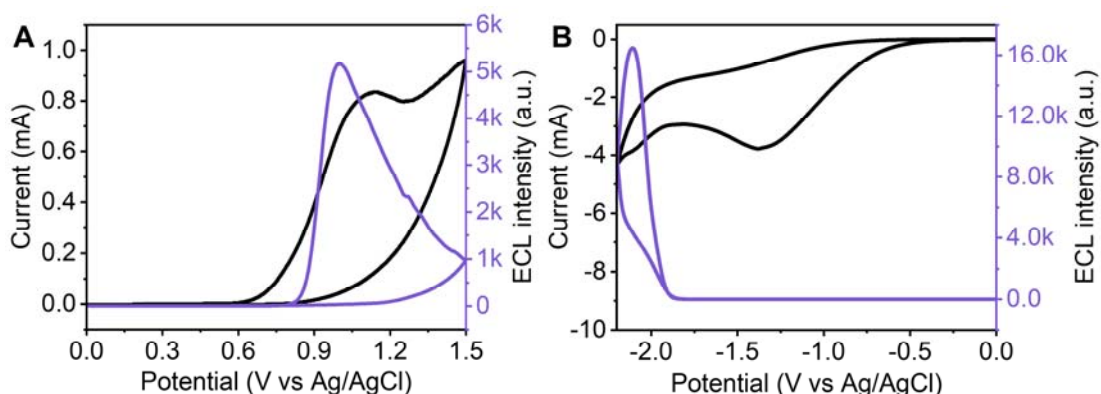 A
Current (mA)
1.0
0.8
0.6
0.4
0.2
0.0
0.0 0.3 0.6 0.9 1.2 1.5
Potential (V vs Ag/AgCl)
6k
5k
4k
3k
2k
1k
0
ECL intensity (a.u.)
B
Current (mA)
0
-2
-4
-6
-8
-10
-2.0 -1.5 -1.0 -0.5 0.0
Potential (V vs Ag/AgCl)
16.0k
12.0k
8.0k
4.0k
0.0
ECL intensity (a.u.)